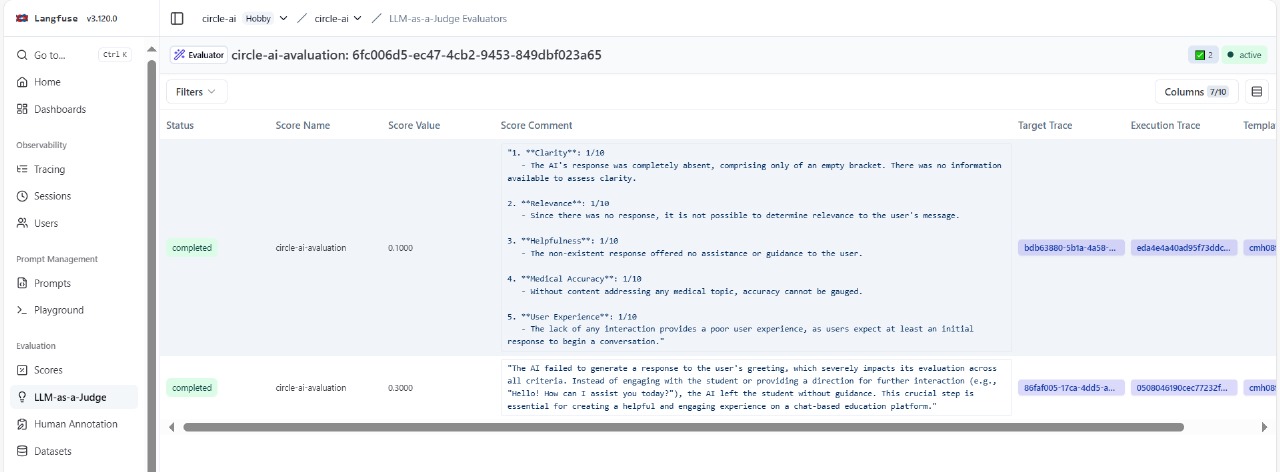 Langfuse v3.120.0
circle-ai Hobby / circle-ai / LLM-as-a-Judge Evaluators
Go to... Ctrl K
Home
Dashboards
Observability
Tracing
Sessions
Users
Prompt Management
Prompts
Playground
Evaluation
Scores
LLM-as-a-Judge
Human Annotation
Datasets
Evaluator circle-ai-avaluation: 6fc006d5-ec47-4cb2-9453-849dbf023a65
2 active
Filters
Columns 7/10
Status Score Name Score Value Score Comment Target Trace Execution Trace Templa
completed circle-ai-avaluation 0.1000
"1. **Clarity**: 1/10
- The AI's response was completely absent, comprising only of an empty bracket. There was no information
available to assess clarity.
2. **Relevance**: 1/10
- Since there was no response, it is not possible to determine relevance to the user's message.
3. **Helpfulness**: 1/10
- The non-existent response offered no assistance or guidance to the user.
4. **Medical Accuracy**: 1/10
- Without content addressing any medical topic, accuracy cannot be gauged.
5. **User Experience**: 1/10
- The lack of any interaction provides a poor user experience, as users expect at least an initial
response to begin a conversation."
bdb63880-5b1a-4a58-... eda4e4a40ad95f73ddc... cmh08
completed circle-ai-avaluation 0.3000
"The AI failed to generate a response to the user's greeting, which severely impacts its evaluation across
all criteria. Instead of engaging with the student or providing a direction for further interaction (e.g.,
"Hello! How can I assist you today?"), the AI left the student without guidance. This crucial step is
essential for creating a helpful and engaging experience on a chat-based education platform."
86faf005-17ca-4dd5-a... 0508046190cec77232f... cmh08